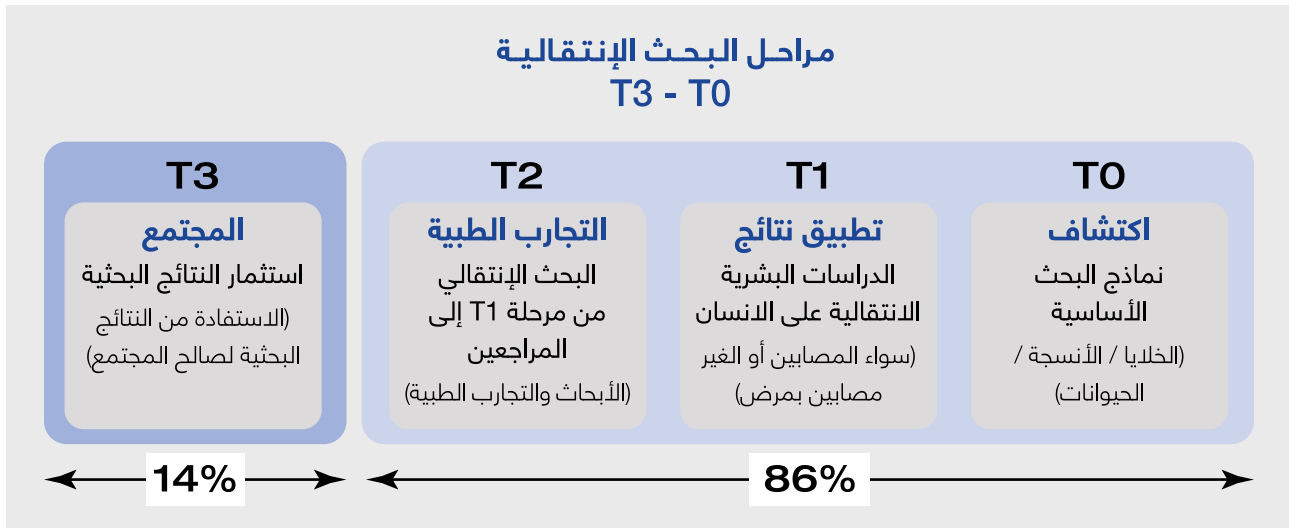 مراحل البحث الإنتقالية
T3 - T0
T0
اكتشاف
نماذج البحث
الأساسية
(الخلايا / الأنسجة /
الحيوانات)
T1
تطبيق نتائج
الدراسات البشرية
الانتقالية على الانسان
(سواء المصابين أو الغير
مصابين بمرض)
T2
التجارب الطبية
البحث الإنتقالي
من مرحلة T1 إلى
المراجعين
(الأبحاث والتجارب الطبية)
T3
المجتمع
استثمار النتائج البحثية
(الاستفادة من النتائج
البحثية لصالح المجتمع)
86%
14%